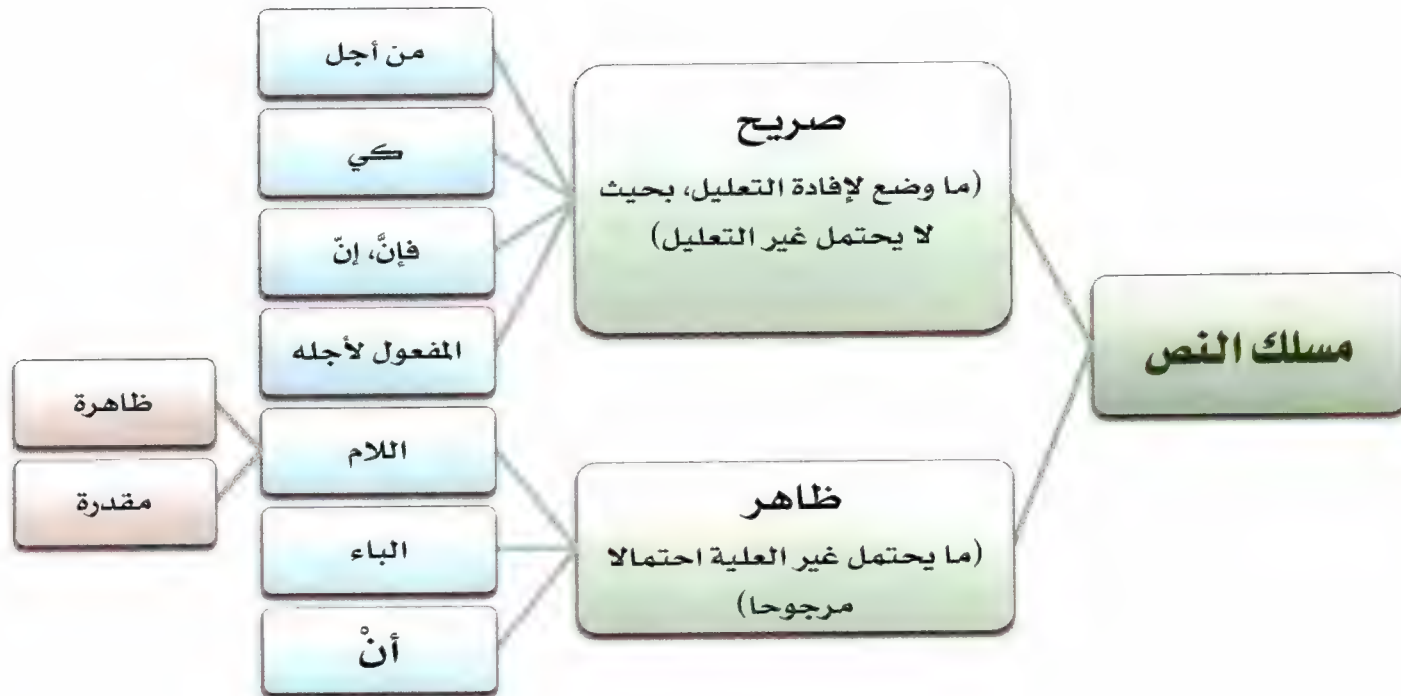 مسلك النص
صريح
(ما وضع لإفادة التعليل، بحيث
لا يحتمل غير التعليل)
من أجل
كي
فإنَّ، إنّ
المفعول لأجله
ظاهر
(ما يحتمل غير العلية احتمالا
مرجوحا)
اللام
ظاهرة
مقدرة
الباء
أنْ